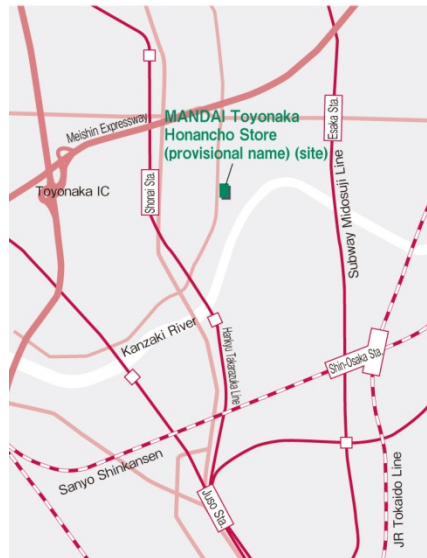 MANDAI Toyonaka
Honancho Store
(provisional name) (site)
Meishin Expressway
Toyonaka IC
Shonai Sta.
Esaka Sta.
Subway Midosuji Line
Kanzaki River
Hankyu Takarazuka Line
Shin-Osaka Sta.
Sanyo Shinkansen
Juso Sta.
JR Tokaido Line